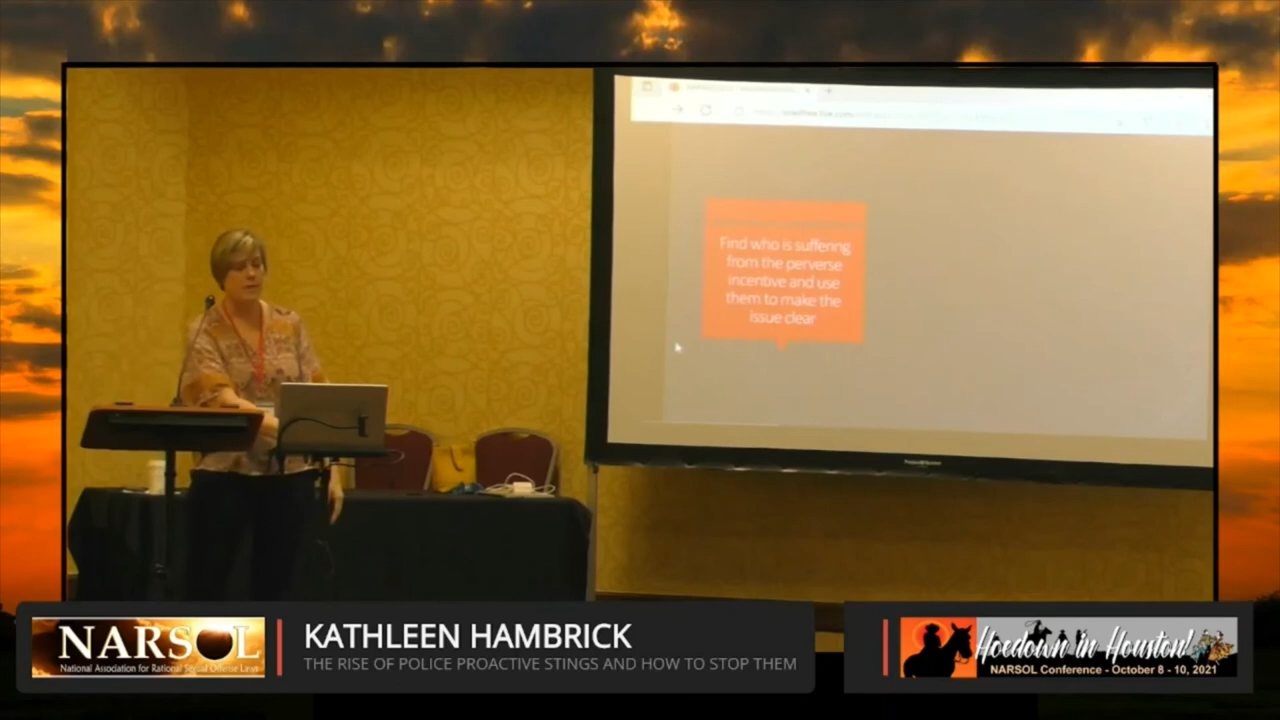 Find who is suffering
from the perverse
incentive and use
them to make the
issue clear
NARSOL
National Association for Rational Sexual Offense Laws
KATHLEEN HAMBRICK
THE RISE OF POLICE PROACTIVE STINGS AND HOW TO STOP THEM
Hoedown in Houston!
NARSOL Conference - October 8 - 10, 2021